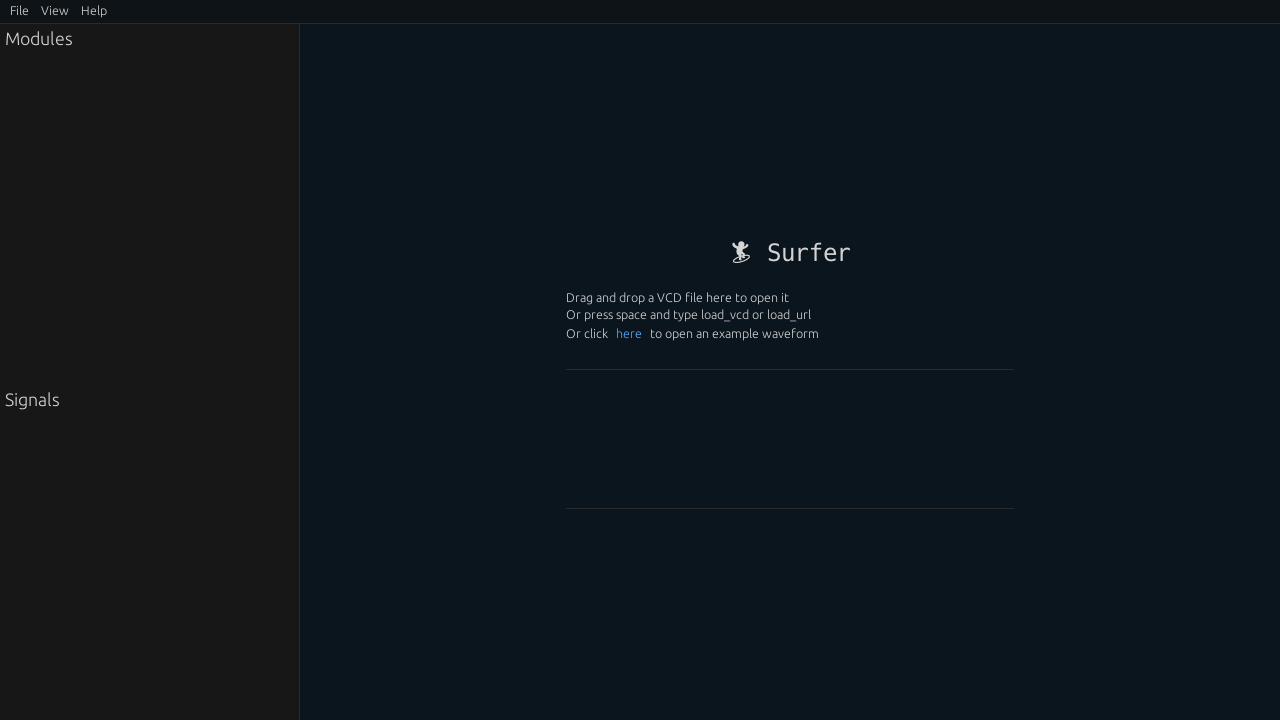 File View Help
Modules
Surfer
Drag and drop a VCD file here to open it
Or press space and type load_vcd or load_url
Or click here to open an example waveform
Signals